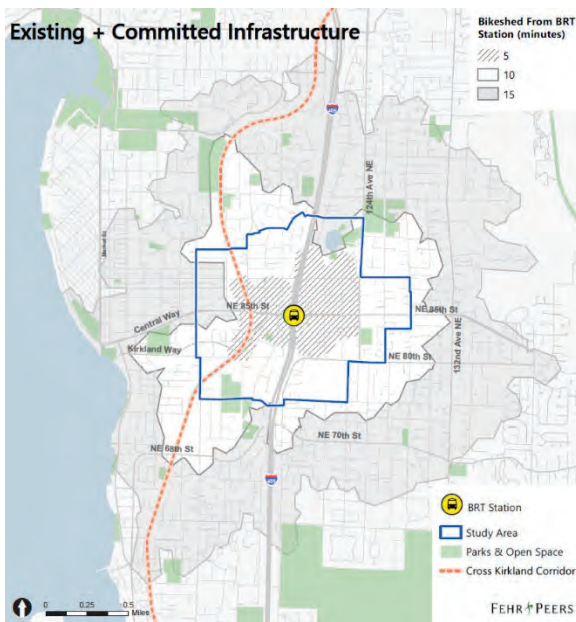 Existing + Committed Infrastructure
Bikeshed From BRT
Station (minutes)
5
10
15
405
124th Ave NE
NE 85th St
NE 85th St
Central Way
Kirkland Way
NE 80th St
132nd Ave NE
NE 70th St
NE 68th St
405
BRT Station
Study Area
Parks & Open Space
Cross Kirkland Corridor
0 0.25 0.5
Miles
FEHR PEERS